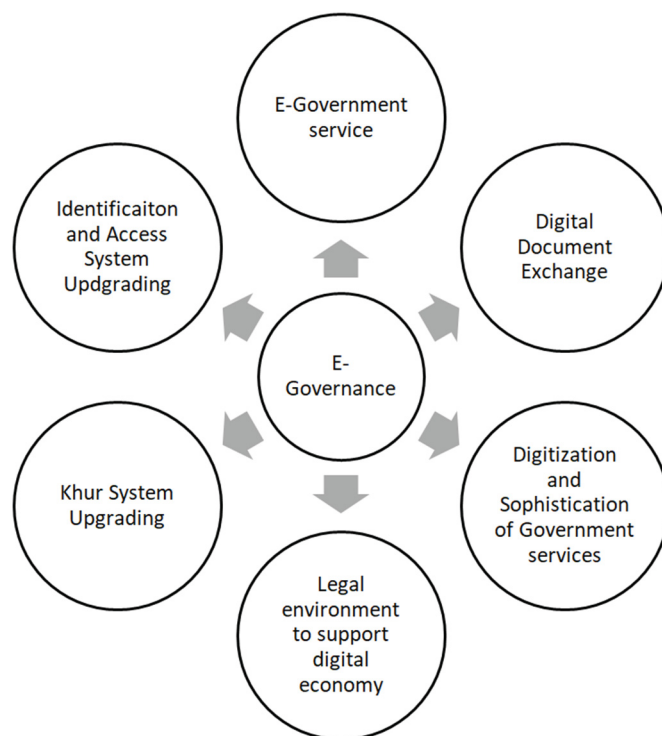 E-Government
service
Identificaiton
and Access
System
Updgrading
Digital
Document
Exchange
E-
Governance
Khur System
Upgrading
Digitization
and
Sophistication
of Government
services
Legal
environment
to support
digital
economy